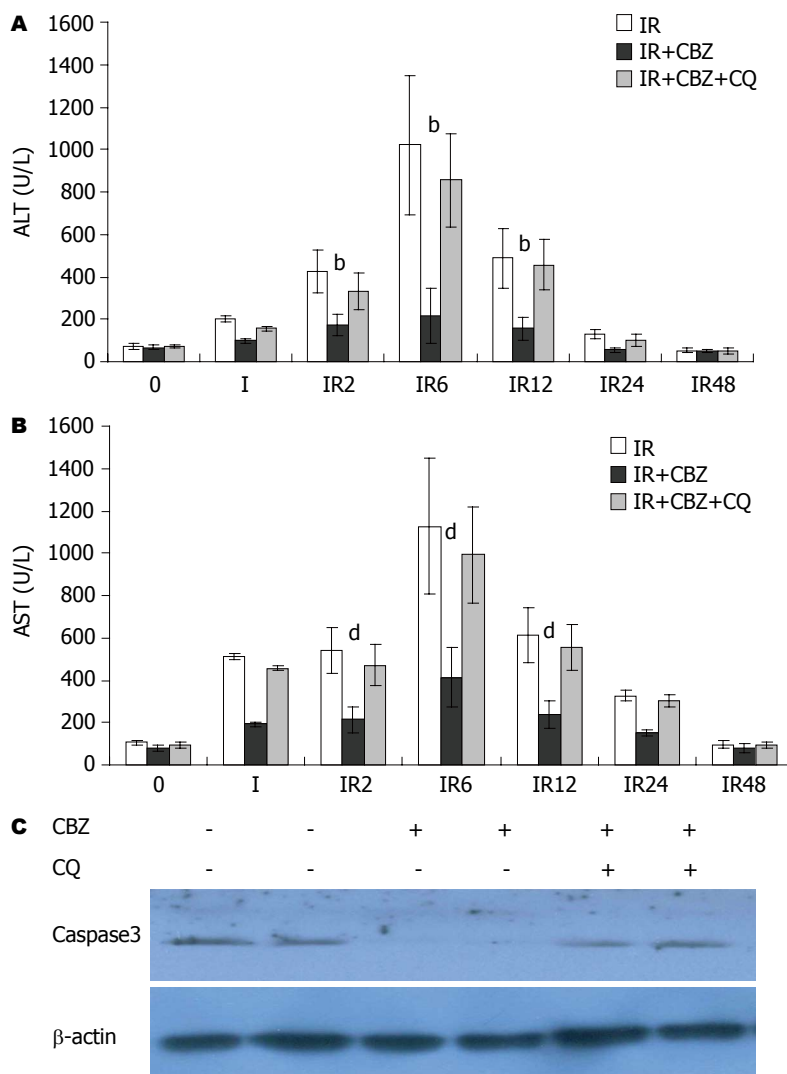 A
1600
1400
1200
1000
800
600
400
200
0
ALT (U/L)
IR
IR+CBZ
IR+CBZ+CQ
b
b
b
0 I IR2 IR6 IR12 IR24 IR48
B
1600
1400
1200
1000
800
600
400
200
0
AST (U/L)
IR
IR+CBZ
IR+CBZ+CQ
d
d
d
0 I IR2 IR6 IR12 IR24 IR48
C CBZ - - + + + +
CQ - - - - + +
Caspase3
β-actin